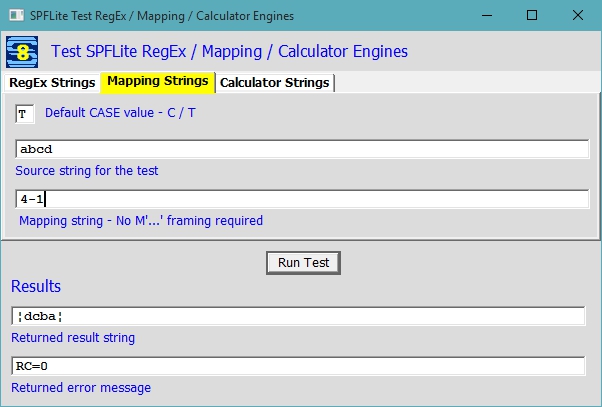 SPFLite Test RegEx / Mapping / Calculator Engines
8 Test SPFLite RegEx / Mapping / Calculator Engines
RegEx Strings Mapping Strings Calculator Strings
T Default CASE value - C / T
abcd
Source string for the test
4-1
Mapping string - No M'...' framing required
Run Test
Results
¦dcba¦
Returned result string
RC=0
Returned error message